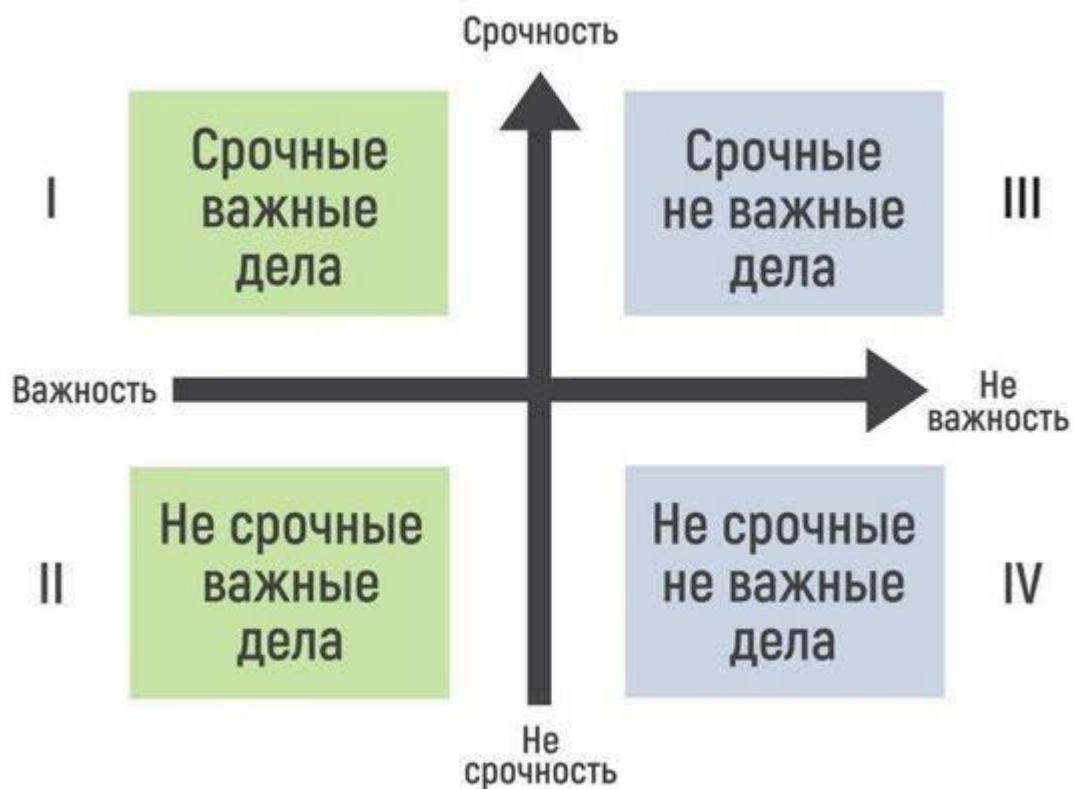 Срочность
I
Срочные
важные
дела
Срочные
не важные
дела
III
Важность
Не
важность
II
Не срочные
важные
дела
Не срочные
не важные
дела
IV
Не
срочность